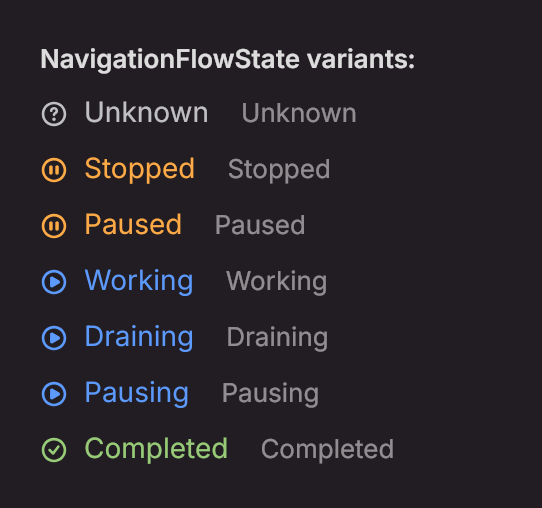 NavigationFlowState variants:
Unknown Unknown
Stopped Stopped
Paused Paused
Working Working
Draining Draining
Pausing Pausing
Completed Completed